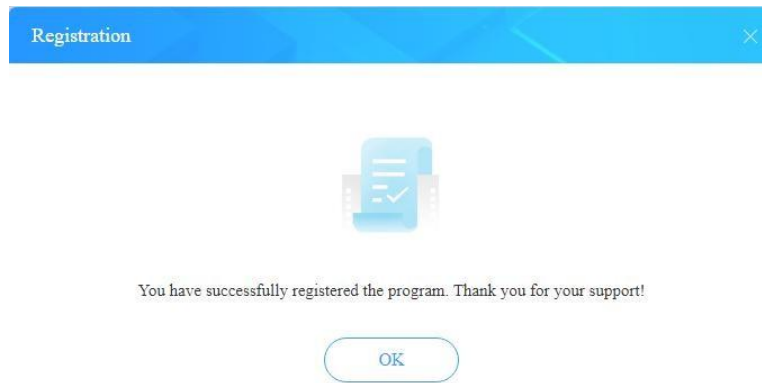 Registration
You have successfully registered the program. Thank you for your support!
OK